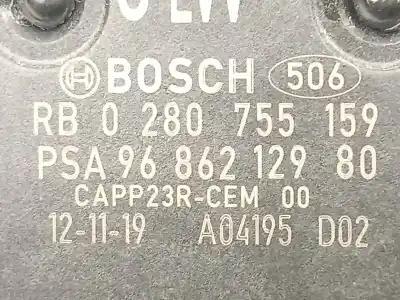 BOSCH 506
RB 0 280 755 159
PSA 96 862 129 80
CAPP23R-CEM 00
12-11-19 A04195 D02